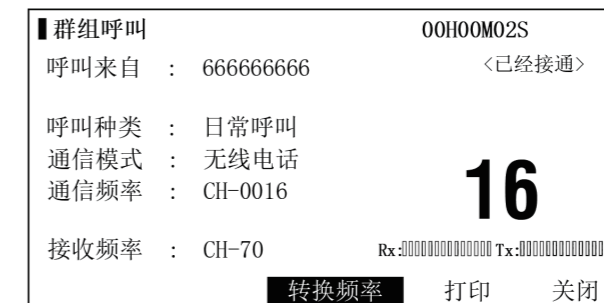 群组呼叫 00H00M02S
呼叫来自 : 666666666 <已经接通>
呼叫种类 : 日常呼叫
通信模式 : 无线电话
通信频率 : CH-0016
16
接收频率 : CH-70 Rx: Tx:
转换频率 打印 关闭